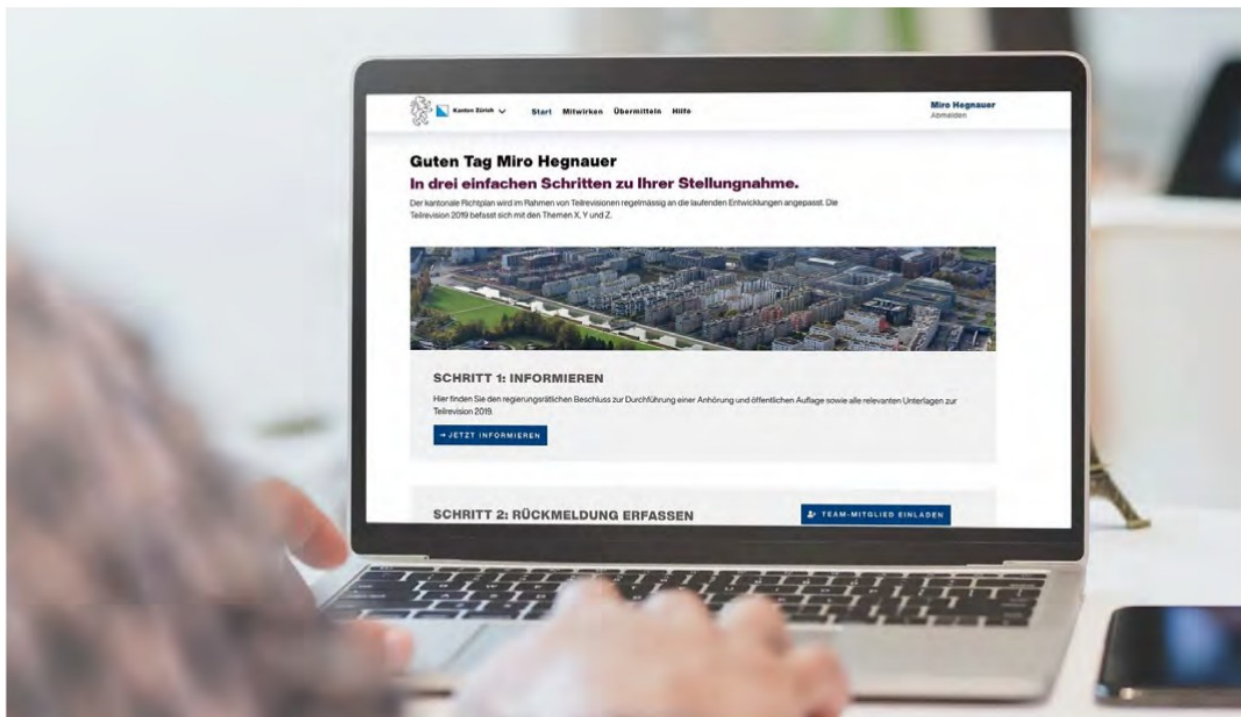 Kanton Zürich
Start Mitwirken Übermitteln Hilfe
Miro Hegnauer
Abmelden
Guten Tag Miro Hegnauer
In drei einfachen Schritten zu Ihrer Stellungnahme.
Der kantonale Richtplan wird im Rahmen von Teilrevisionen regelmässig an die laufenden Entwicklungen angepasst. Die
Teilrevision 2019 befasst sich mit den Themen X, Y und Z.
SCHRITT 1: INFORMIEREN
Hier finden Sie den regierungsrätlichen Beschluss zur Durchführung einer Anhörung und öffentlichen Auflage sowie alle relevanten Unterlagen zur
Teilrevision 2019.
→ JETZT INFORMIEREN
SCHRITT 2: RÜCKMELDUNG ERFASSEN
TEAM-MITGLIED EINLADEN